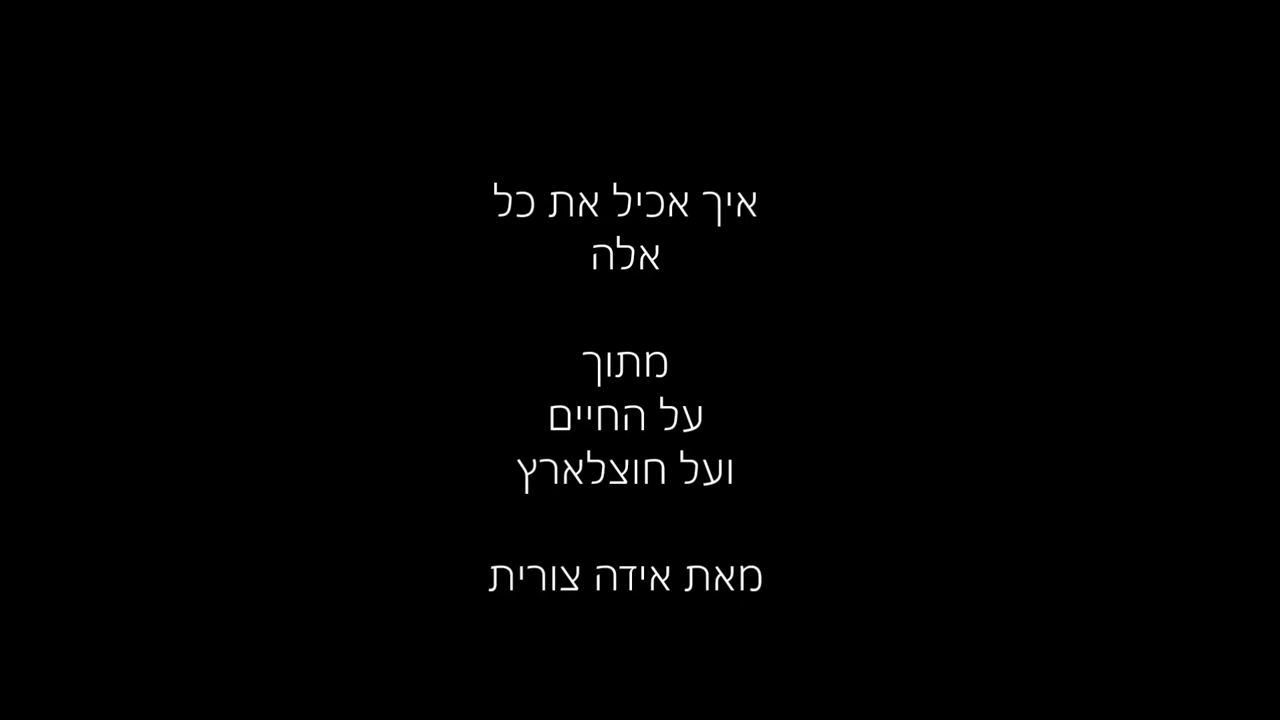 איך אכיל את כל
אלה
מתוך
על החיים
ועל חוצלארץ
מאת אידה צורית